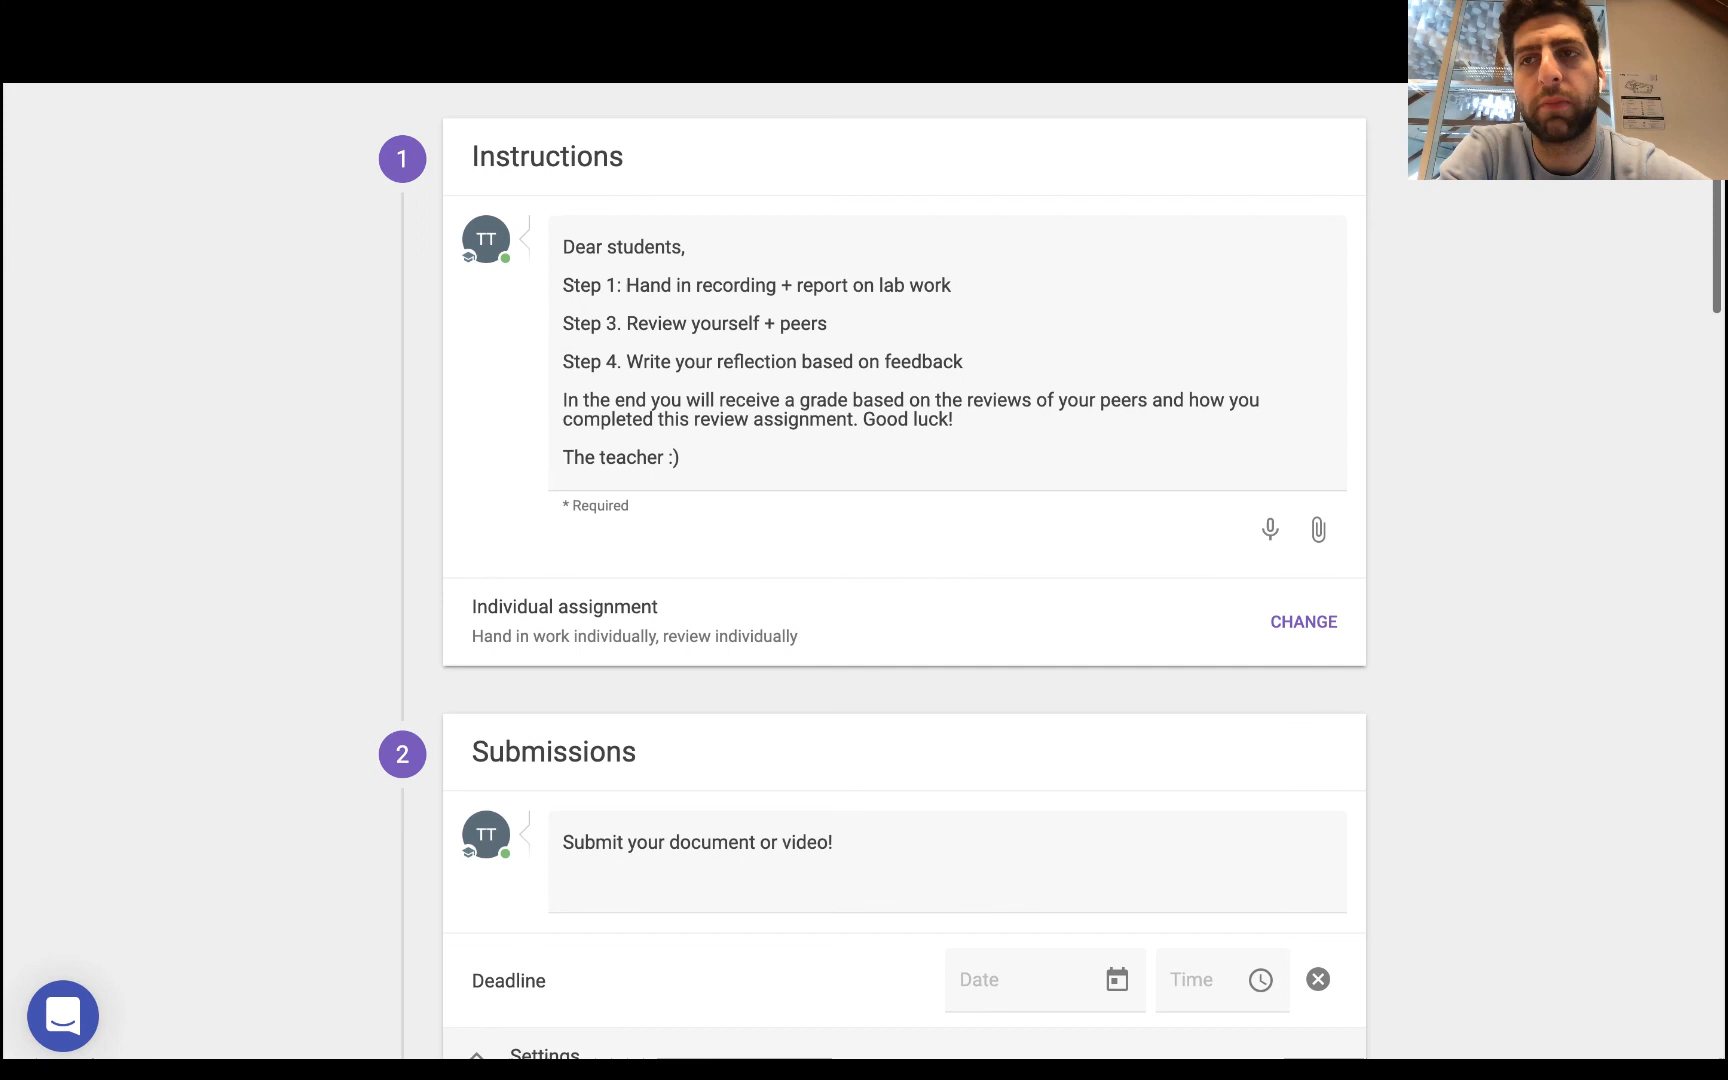 1
Instructions
TT
Dear students,
Step 1: Hand in recording + report on lab work
Step 3. Review yourself + peers
Step 4. Write your reflection based on feedback
In the end you will receive a grade based on the reviews of your peers and how you
completed this review assignment. Good luck!
The teacher :)
* Required
Individual assignment
Hand in work individually, review individually
CHANGE
2
Submissions
TT
Submit your document or video!
Deadline
Date
Time
Settings